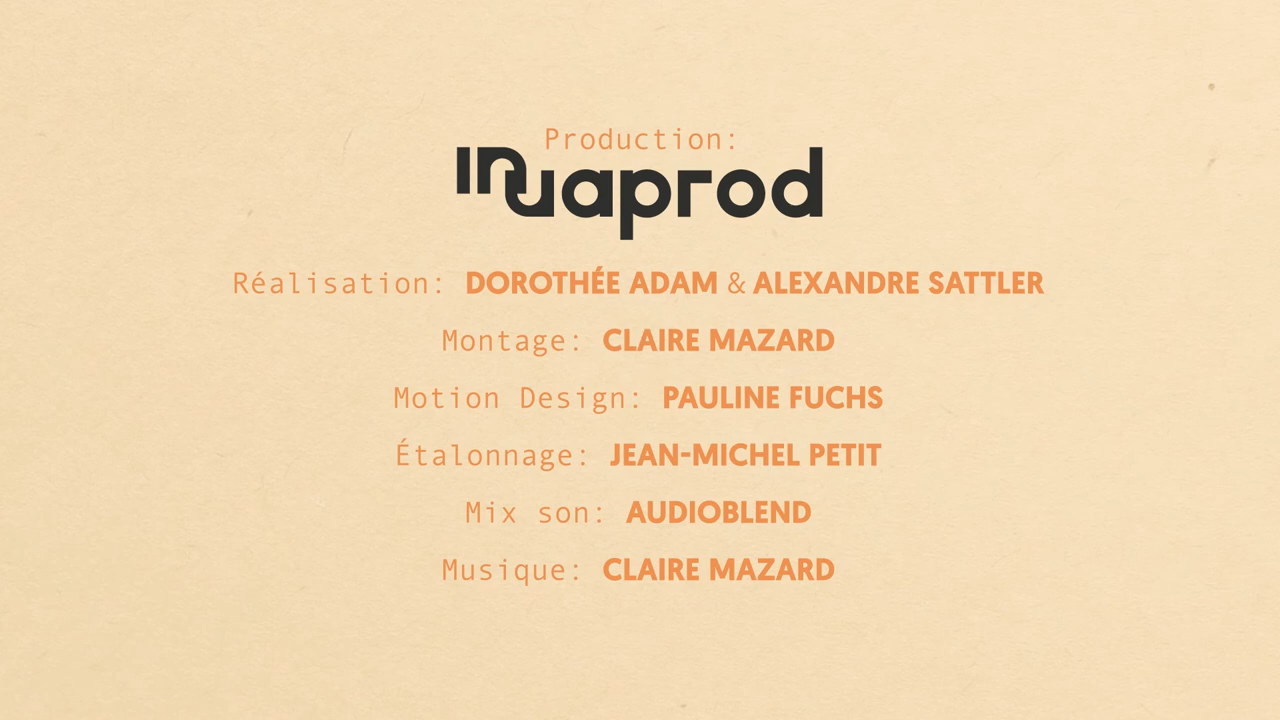 Production:
inuaprod
Réalisation: DOROTHÉE ADAM & ALEXANDRE SATTLER
Montage: CLAIRE MAZARD
Motion Design: PAULINE FUCHS
Étalonnage: JEAN-MICHEL PETIT
Mix son: AUDIOBLEND
Musique: CLAIRE MAZARD